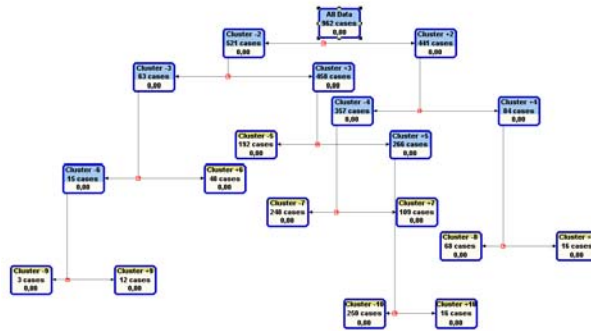 All Data
962 cases
0,00
Cluster -2
521 cases
0,00
Cluster +2
441 cases
0,00
Cluster -3
63 cases
0,00
Cluster +3
458 cases
0,00
Cluster -4
357 cases
0,00
Cluster +4
84 cases
0,00
Cluster -5
192 cases
0,00
Cluster +5
266 cases
0,00
Cluster -6
15 cases
0,00
Cluster +6
48 cases
0,00
Cluster -7
248 cases
0,00
Cluster +7
109 cases
0,00
Cluster -8
68 cases
0,00
Cluster +
16 cases
0,00
Cluster -9
3 cases
0,00
Cluster +9
12 cases
0,00
Cluster -10
250 cases
0,00
Cluster +10
16 cases
0,00